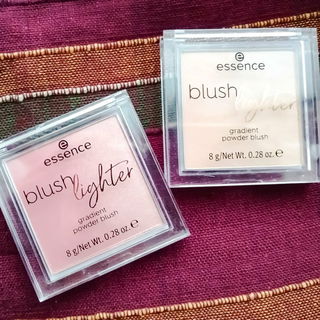 essence
blush
lighter
gradient
powder blush
8 g/Net Wt. 0.28 oz. e
essence
blush
lighter
gradient
powder blush
8 g/Net Wt. 0.28 oz. e